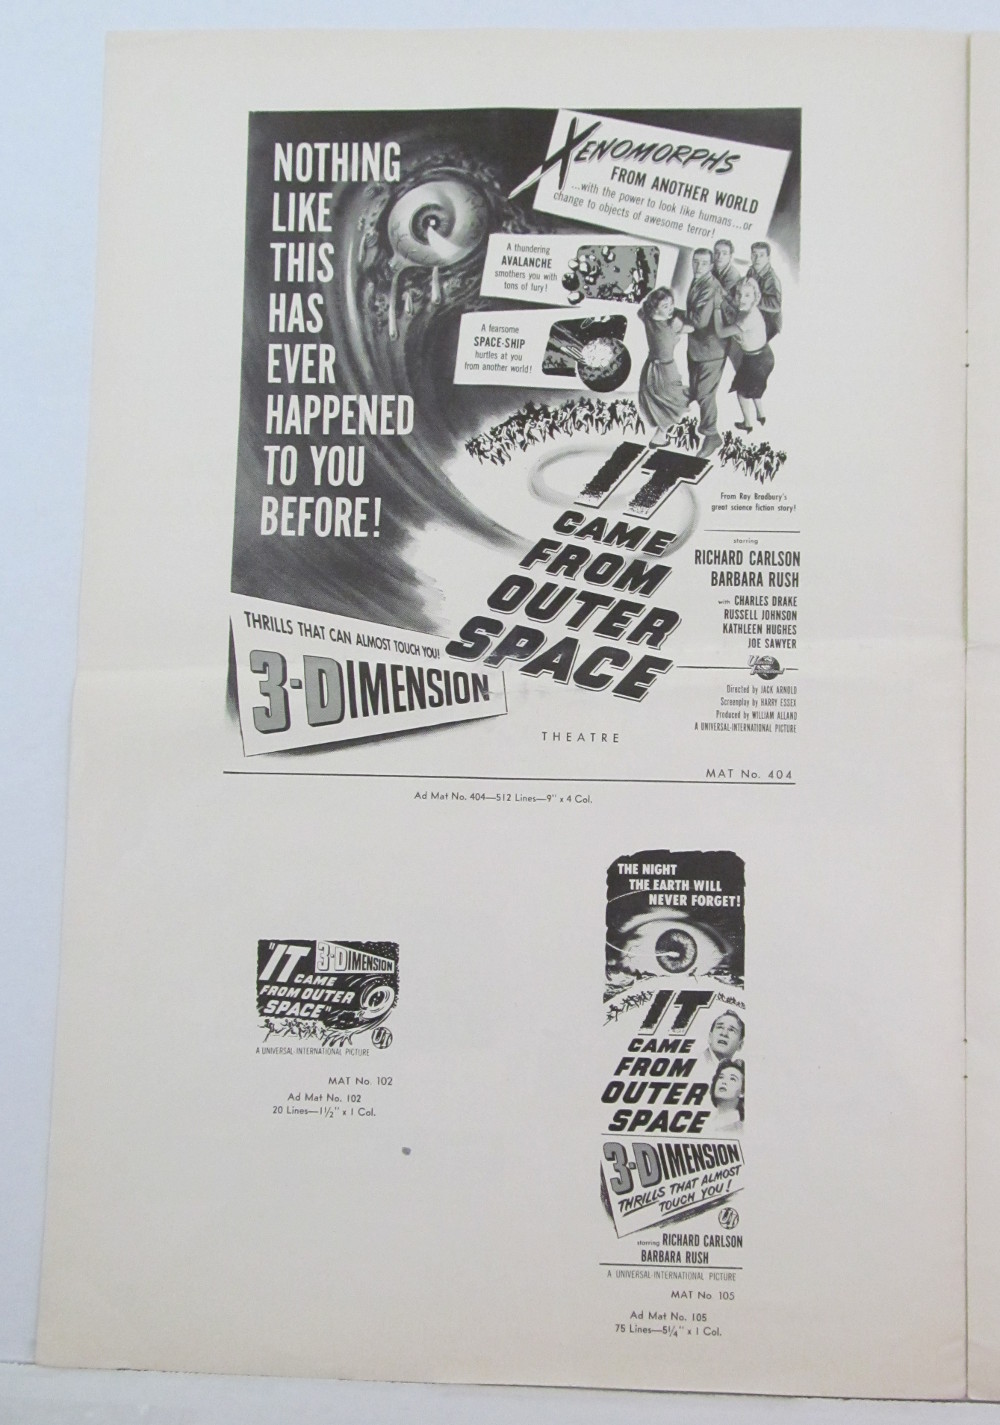 NOTHING
LIKE
THIS
HAS
EVER
HAPPENED
TO YOU
BEFORE!
XENOMORPHS
FROM ANOTHER WORLD
...with the power to look like humans...or
change to objects of awesome terror!
A thundering
AVALANCHE
smothers you with
tons of fury!
A fearsome
SPACE-SHIP
hurtles at you
from another world!
IT
CAME
FROM
OUTER
SPACE
From Ray Bradbury's
great science fiction story!
starring
RICHARD CARLSON
BARBARA RUSH
with CHARLES DRAKE
RUSSELL JOHNSON
KATHLEEN HUGHES
JOE SAWYER
Directed by JACK ARNOLD
Screenplay by HARRY ESSEX
Produced by WILLIAM ALLAND
A UNIVERSAL-INTERNATIONAL PICTURE
THRILLS THAT CAN ALMOST TOUCH YOU!
3-DIMENSION
THEATRE
MAT No. 404
Ad Mat No. 404—512 Lines—9" x 4 Col.
"IT
CAME
FROM OUTER
SPACE"
3-DIMENSION
UI
A UNIVERSAL-INTERNATIONAL PICTURE
MAT No. 102
Ad Mat No. 102
20 Lines—1½" x 1 Col.
THE NIGHT
THE EARTH WILL
NEVER FORGET!
IT
CAME
FROM
OUTER
SPACE
3-DIMENSION
THRILLS THAT ALMOST
TOUCH YOU!
UI
starring RICHARD CARLSON
BARBARA RUSH
A UNIVERSAL-INTERNATIONAL PICTURE
MAT No 105
Ad Mat No. 105
75 Lines—5¼" x 1 Col.